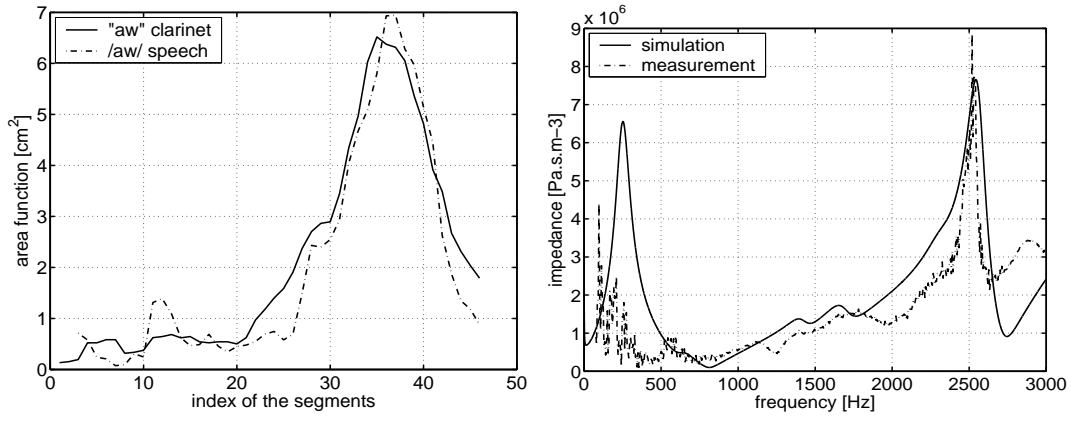 "aw" clarinet
/aw/ speech
area function [cm2]
7
6
5
4
3
2
1
0
0 10 20 30 40 50
index of the segments
x 10^6
simulation
measurement
impedance [Pa.s.m−3]
9
8
7
6
5
4
3
2
1
0
0 500 1000 1500 2000 2500 3000
frequency [Hz]